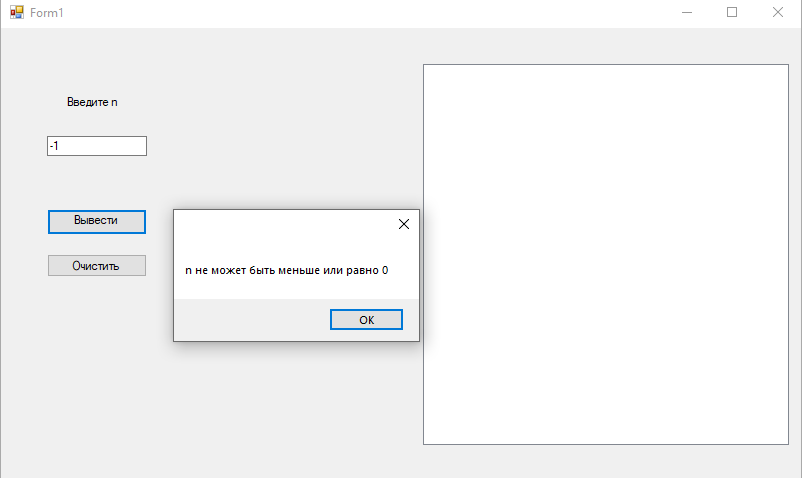 Form1
Введите n
-1
Вывести
Очистить
n не может быть меньше или равно 0
OK